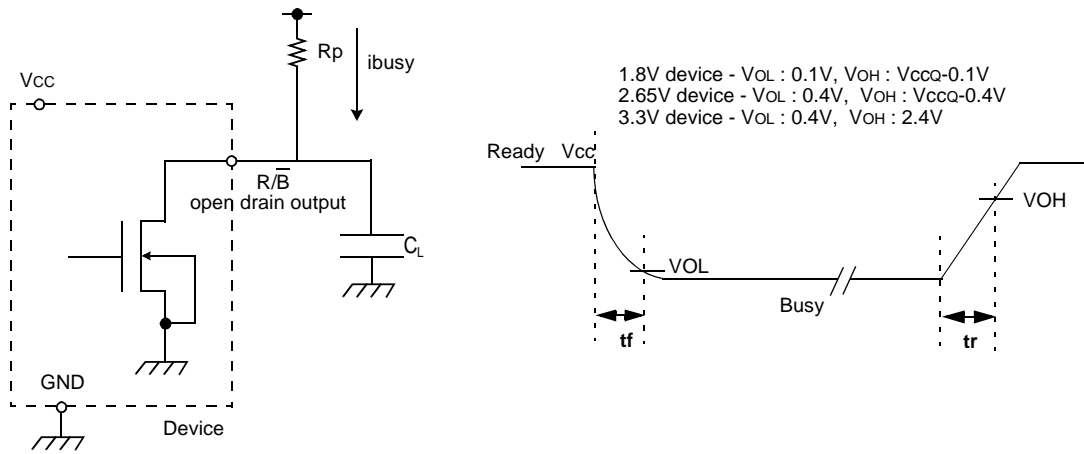 Rp
ibusy
VCC
R/B̅
open drain output
CL
GND
Device
1.8V device - VOL : 0.1V, VOH : VccQ-0.1V
2.65V device - VOL : 0.4V, VOH : VccQ-0.4V
3.3V device - VOL : 0.4V, VOH : 2.4V
Ready Vcc
VOH
VOL
Busy
tf
tr